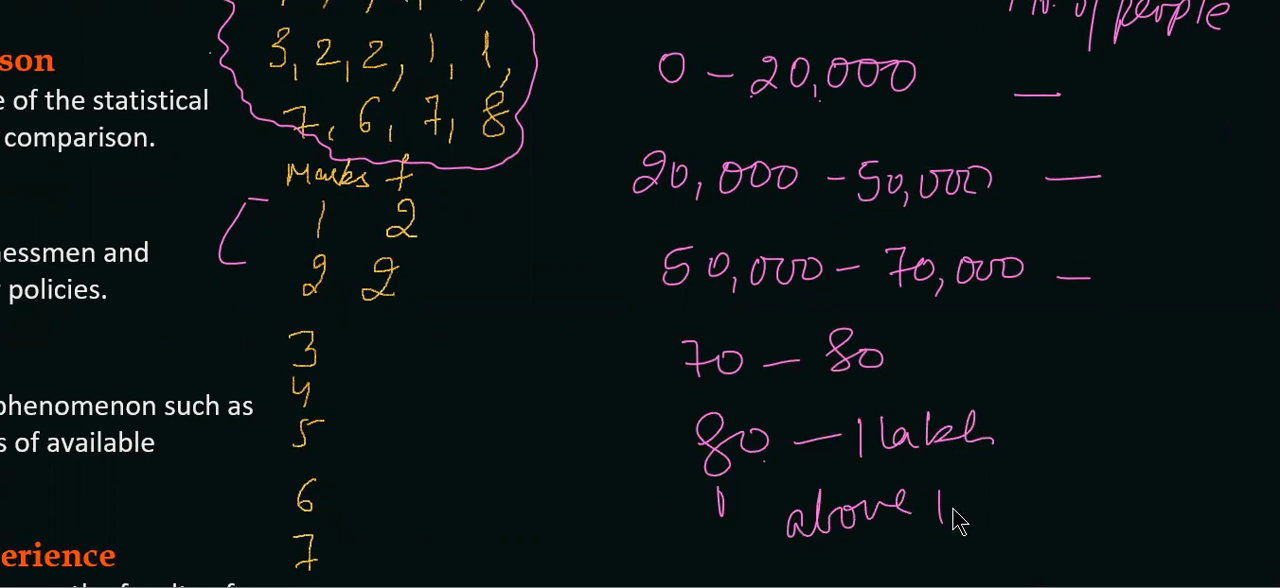 son
e of the statistical
comparison.
essmen and
policies.
phenomenon such as
s of available
erience
3, 2, 2, 1, 1,
7, 6, 7, 8
Marks f
1 2
2 2
3
4
5
6
7
of people
0 - 20,000 —
20,000 - 50,000 —
50,000 - 70,000 —
70 - 80
80 - 1 lakh
above 1